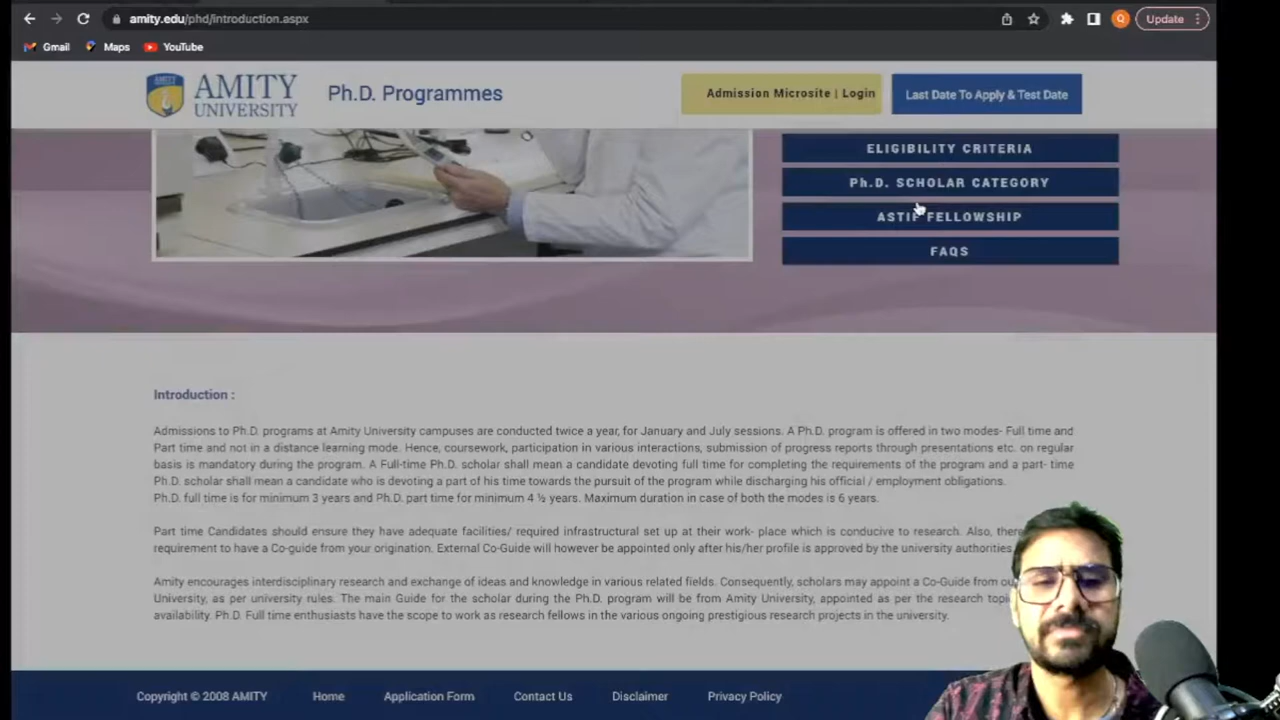 amity.edu/phd/introduction.aspx
Update
Gmail
Maps
YouTube
AMITY
UNIVERSITY
Ph.D. Programmes
Admission Microsite | Login
Last Date To Apply & Test Date
ELIGIBILITY CRITERIA
Ph.D. SCHOLAR CATEGORY
ASTIF FELLOWSHIP
FAQS
Introduction :
Admissions to Ph.D. programs at Amity University campuses are conducted twice a year, for January and July sessions. A Ph.D. program is offered in two modes- Full time and
Part time and not in a distance learning mode. Hence, coursework, participation in various interactions, submission of progress reports through presentations etc. on regular
basis is mandatory during the program. A Full-time Ph.D. scholar shall mean a candidate devoting full time for completing the requirements of the program and a part- time
Ph.D. scholar shall mean a candidate who is devoting a part of his time towards the pursuit of the program while discharging his official / employment obligations.
Ph.D. full time is for minimum 3 years and Ph.D. part time for minimum 4 ½ years. Maximum duration in case of both the modes is 6 years.
Part time Candidates should ensure they have adequate facilities/ required infrastructural set up at their work- place which is conducive to research. Also,
requirement to have a Co-guide from your origination. External Co-Guide will however be appointed only after his/her profile is approved by the university authorities
Amity encourages interdisciplinary research and exchange of ideas and knowledge in various related fields. Consequently, scholars may appoint a Co-Guide from
University, as per university rules. The main Guide for the scholar during the Ph.D. program will be from Amity University, appointed as per the research
availability. Ph.D. Full time enthusiasts have the scope to work as research fellows in the various ongoing prestigious research projects in the university.
Copyright © 2008 AMITY
Home
Application Form
Contact Us
Disclaimer
Privacy Policy